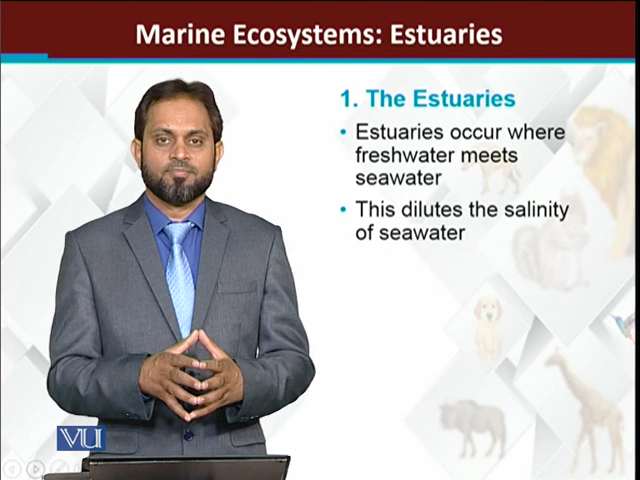 Marine Ecosystems: Estuaries
1. The Estuaries
• Estuaries occur where
freshwater meets
seawater
• This dilutes the salinity
of seawater
VU